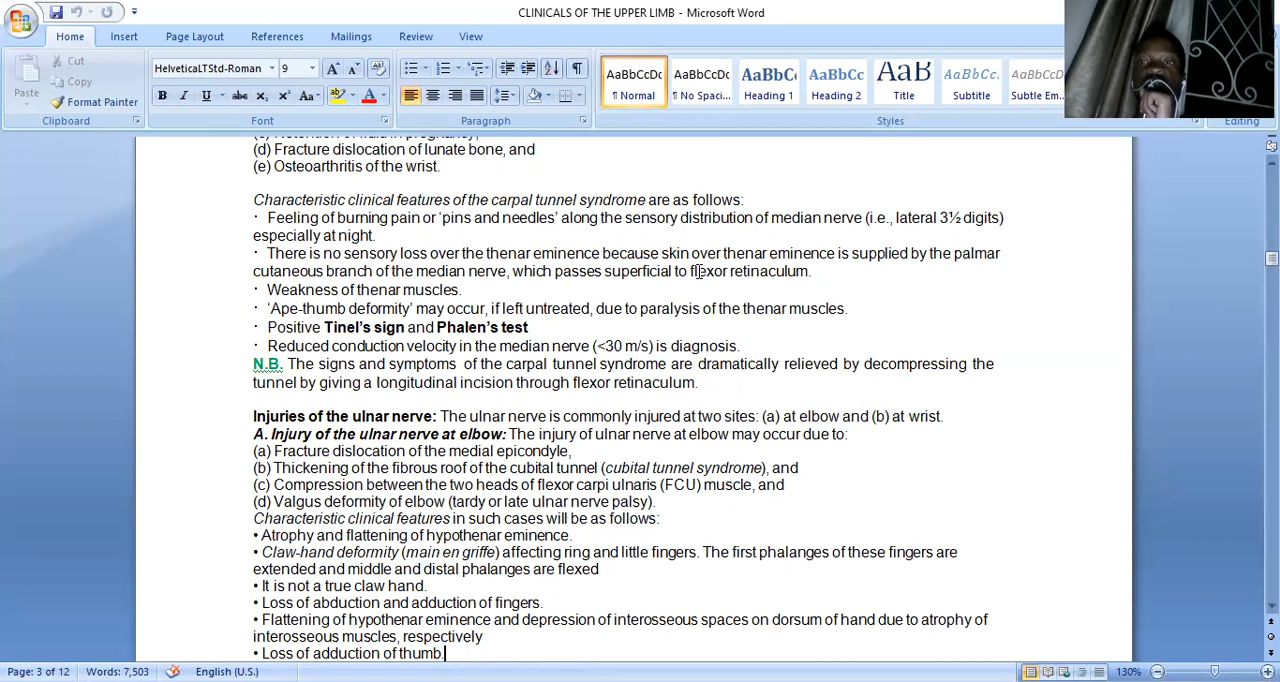 CLINICALS OF THE UPPER LIMB - Microsoft Word
Home Insert Page Layout References Mailings Review View
Cut
Copy
Paste
Format Painter
HelveticaLTStd-Roman 9
AaBbCcDc AaBbCcDc AaBbC AaBbCc AaB AaBbCc. AaBbCcDc
¶ Normal ¶ No Spaci... Heading 1 Heading 2 Title Subtitle Subtle Em...
Clipboard Font Paragraph Styles Editing
(d) Fracture dislocation of lunate bone, and
(e) Osteoarthritis of the wrist.
Characteristic clinical features of the carpal tunnel syndrome are as follows:
· Feeling of burning pain or ‘pins and needles’ along the sensory distribution of median nerve (i.e., lateral 3½ digits)
especially at night.
· There is no sensory loss over the thenar eminence because skin over thenar eminence is supplied by the palmar
cutaneous branch of the median nerve, which passes superficial to flexor retinaculum.
· Weakness of thenar muscles.
· ‘Ape-thumb deformity’ may occur, if left untreated, due to paralysis of the thenar muscles.
· Positive Tinel’s sign and Phalen’s test
· Reduced conduction velocity in the median nerve (<30 m/s) is diagnosis.
N.B. The signs and symptoms of the carpal tunnel syndrome are dramatically relieved by decompressing the
tunnel by giving a longitudinal incision through flexor retinaculum.
Injuries of the ulnar nerve: The ulnar nerve is commonly injured at two sites: (a) at elbow and (b) at wrist.
A. Injury of the ulnar nerve at elbow: The injury of ulnar nerve at elbow may occur due to:
(a) Fracture dislocation of the medial epicondyle,
(b) Thickening of the fibrous roof of the cubital tunnel (cubital tunnel syndrome), and
(c) Compression between the two heads of flexor carpi ulnaris (FCU) muscle, and
(d) Valgus deformity of elbow (tardy or late ulnar nerve palsy).
Characteristic clinical features in such cases will be as follows:
• Atrophy and flattening of hypothenar eminence.
• Claw-hand deformity (main en griffe) affecting ring and little fingers. The first phalanges of these fingers are
extended and middle and distal phalanges are flexed
• It is not a true claw hand.
• Loss of abduction and adduction of fingers.
• Flattening of hypothenar eminence and depression of interosseous spaces on dorsum of hand due to atrophy of
interosseous muscles, respectively
• Loss of adduction of thumb
Page: 3 of 12 Words: 7,503 English (U.S.) 130%